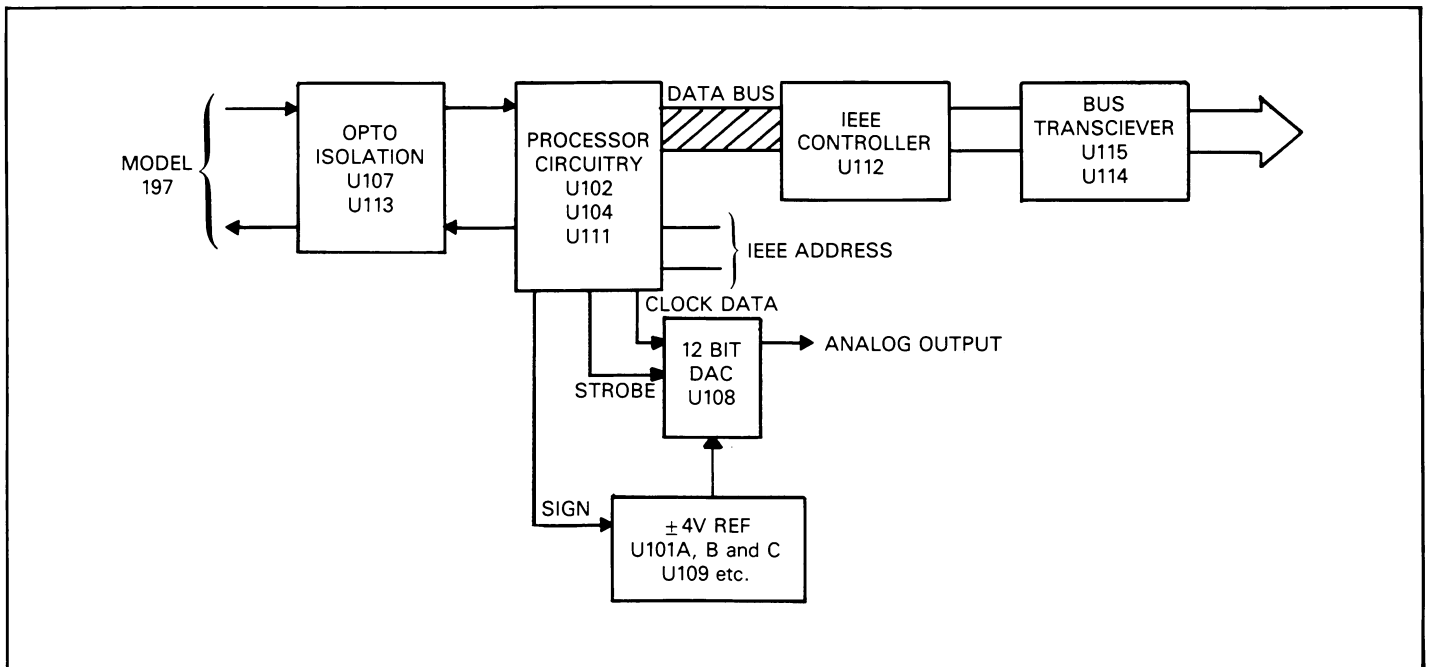 MODEL
197
OPTO
ISOLATION
U107
U113
PROCESSOR
CIRCUITRY
U102
U104
U111
DATA BUS
IEEE
CONTROLLER
U112
BUS
TRANSCIEVER
U115
U114
IEEE ADDRESS
CLOCK DATA
STROBE
12 BIT
DAC
U108
ANALOG OUTPUT
SIGN
±4V REF
U101A, B and C
U109 etc.